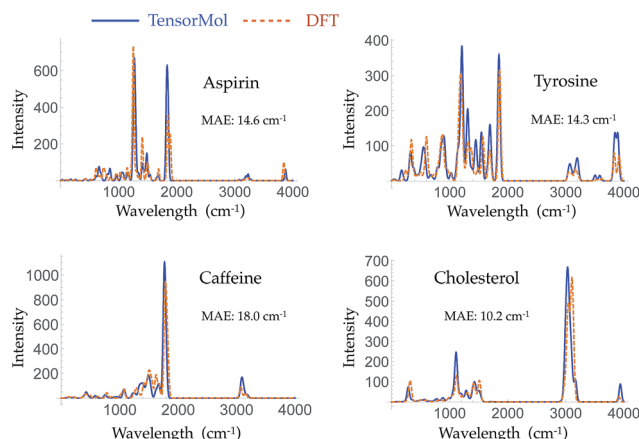 TensorMol DFT
Aspirin
MAE: 14.6 cm-1
Intensity
600
400
200
1000 2000 3000 4000
Wavelength (cm-1)
Tyrosine
MAE: 14.3 cm-1
Intensity
400
300
200
100
0
0 1000 2000 3000 4000
Wavelength (cm-1)
Caffeine
MAE: 18.0 cm-1
Intensity
1000
800
600
400
200
1000 2000 3000 4000
Wavelength (cm-1)
Cholesterol
MAE: 10.2 cm-1
Intensity
700
600
500
400
300
200
100
0
0 1000 2000 3000 4000
Wavelength (cm-1)